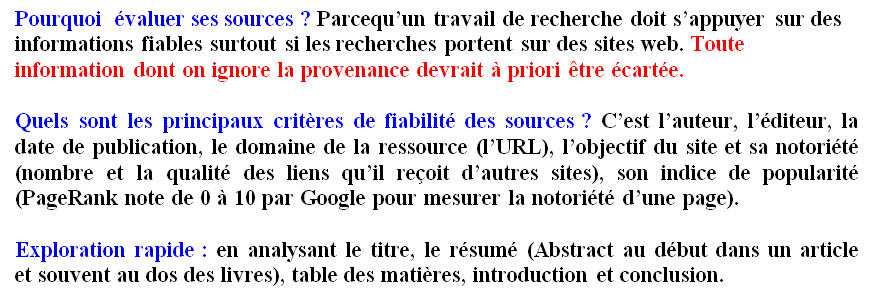 Pourquoi évaluer ses sources ? Parcequ’un travail de recherche doit s’appuyer sur des
informations fiables surtout si les recherches portent sur des sites web. Toute
information dont on ignore la provenance devrait à priori être écartée.
Quels sont les principaux critères de fiabilité des sources ? C’est l’auteur, l’éditeur, la
date de publication, le domaine de la ressource (l’URL), l’objectif du site et sa notoriété
(nombre et la qualité des liens qu’il reçoit d’autres sites), son indice de popularité
(PageRank note de 0 à 10 par Google pour mesurer la notoriété d’une page).
Exploration rapide : en analysant le titre, le résumé (Abstract au début dans un article
et souvent au dos des livres), table des matières, introduction et conclusion.